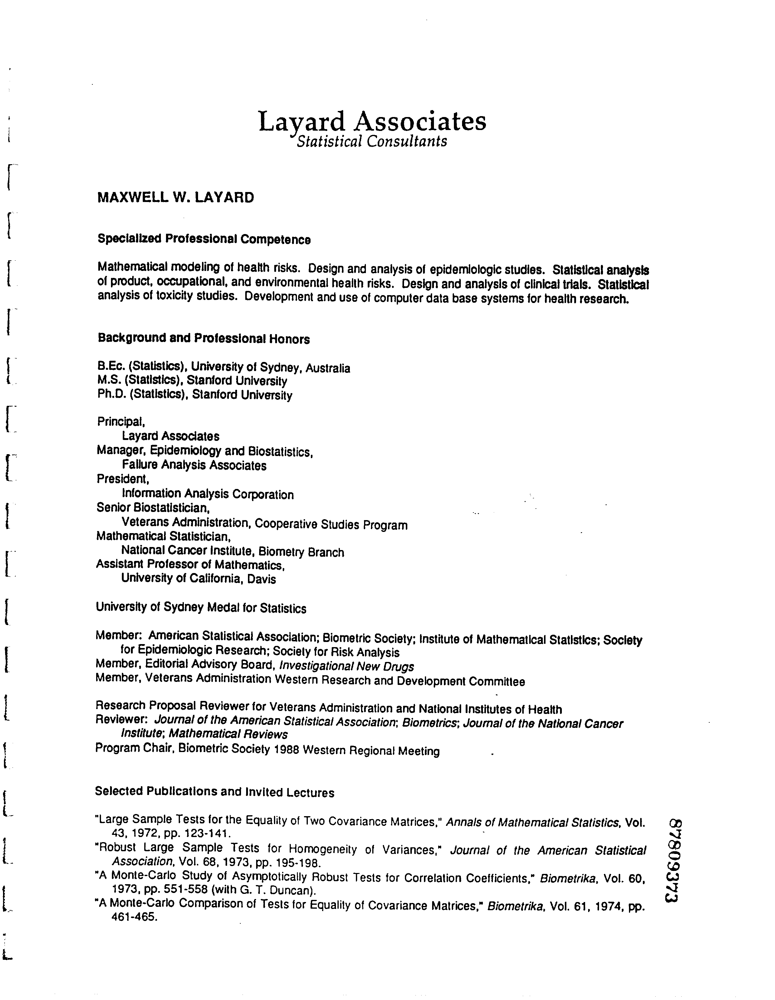 Layard Associates
Statistical Consultants
MAXWELL W. LAYARD
Specialized Professional Competence
Mathematical modeling of health risks. Design and analysis of epidemiologic studies. Statistical analysis
of product, occupational, and environmental health risks. Design and analysis of clinical trials. Statistical
analysis of toxicity studies. Development and use of computer data base systems for health research.
Background and Professional Honors
B.Ec. (Statistics), University of Sydney, Australia
M.S. (Statistics), Stanford University
Ph.D. (Statistics), Stanford University
Principal,
Layard Associates
Manager, Epidemiology and Biostatistics,
Failure Analysis Associates
President,
Information Analysis Corporation
Senior Biostatistician,
Veterans Administration, Cooperative Studies Program
Mathematical Statistician,
National Cancer Institute, Biometry Branch
Assistant Professor of Mathematics,
University of California, Davis
University of Sydney Medal for Statistics
Member: American Statistical Association; Biometric Society; Institute of Mathematical Statistics; Society
for Epidemiologic Research; Society for Risk Analysis
Member, Editorial Advisory Board, Investigational New Drugs
Member, Veterans Administration Western Research and Development Committee
Research Proposal Reviewer for Veterans Administration and National Institutes of Health
Reviewer: Journal of the American Statistical Association; Biometrics; Journal of the National Cancer
Institute; Mathematical Reviews
Program Chair, Biometric Society 1988 Western Regional Meeting
Selected Publications and Invited Lectures
"Large Sample Tests for the Equality of Two Covariance Matrices," Annals of Mathematical Statistics, Vol.
43, 1972, pp. 123-141.
"Robust Large Sample Tests for Homogeneity of Variances," Journal of the American Statistical
Association, Vol. 68, 1973, pp. 195-198.
"A Monte-Carlo Study of Asymptotically Robust Tests for Correlation Coefficients," Biometrika, Vol. 60,
1973, pp. 551-558 (with G. T. Duncan).
"A Monte-Carlo Comparison of Tests for Equality of Covariance Matrices," Biometrika, Vol. 61, 1974, pp.
461-465.
87809373